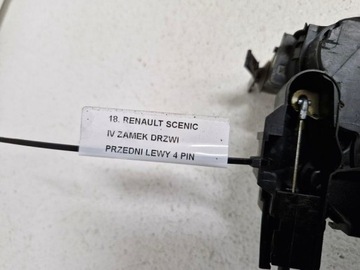 18. RENAULT SCENIC
IV ZAMEK DRZWI
PRZEDNI LEWY 4 PIN